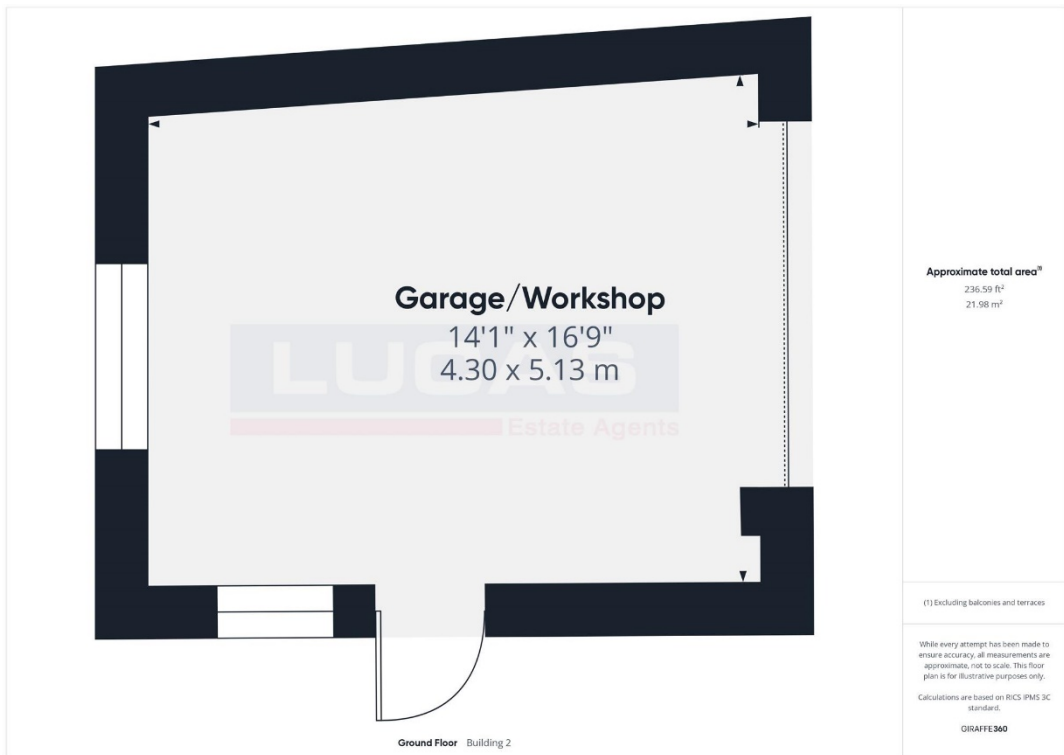 Garage/Workshop
14'1" x 16'9"
4.30 x 5.13 m
LUCAS
Estate Agents
Ground Floor Building 2
Approximate total area⁽¹⁾
236.59 ft²
21.98 m²
(1) Excluding balconies and terraces
While every attempt has been made to
ensure accuracy, all measurements are
approximate, not to scale. This floor
plan is for illustrative purposes only.
Calculations are based on RICS IPMS 3C
standard.
GIRAFFE360